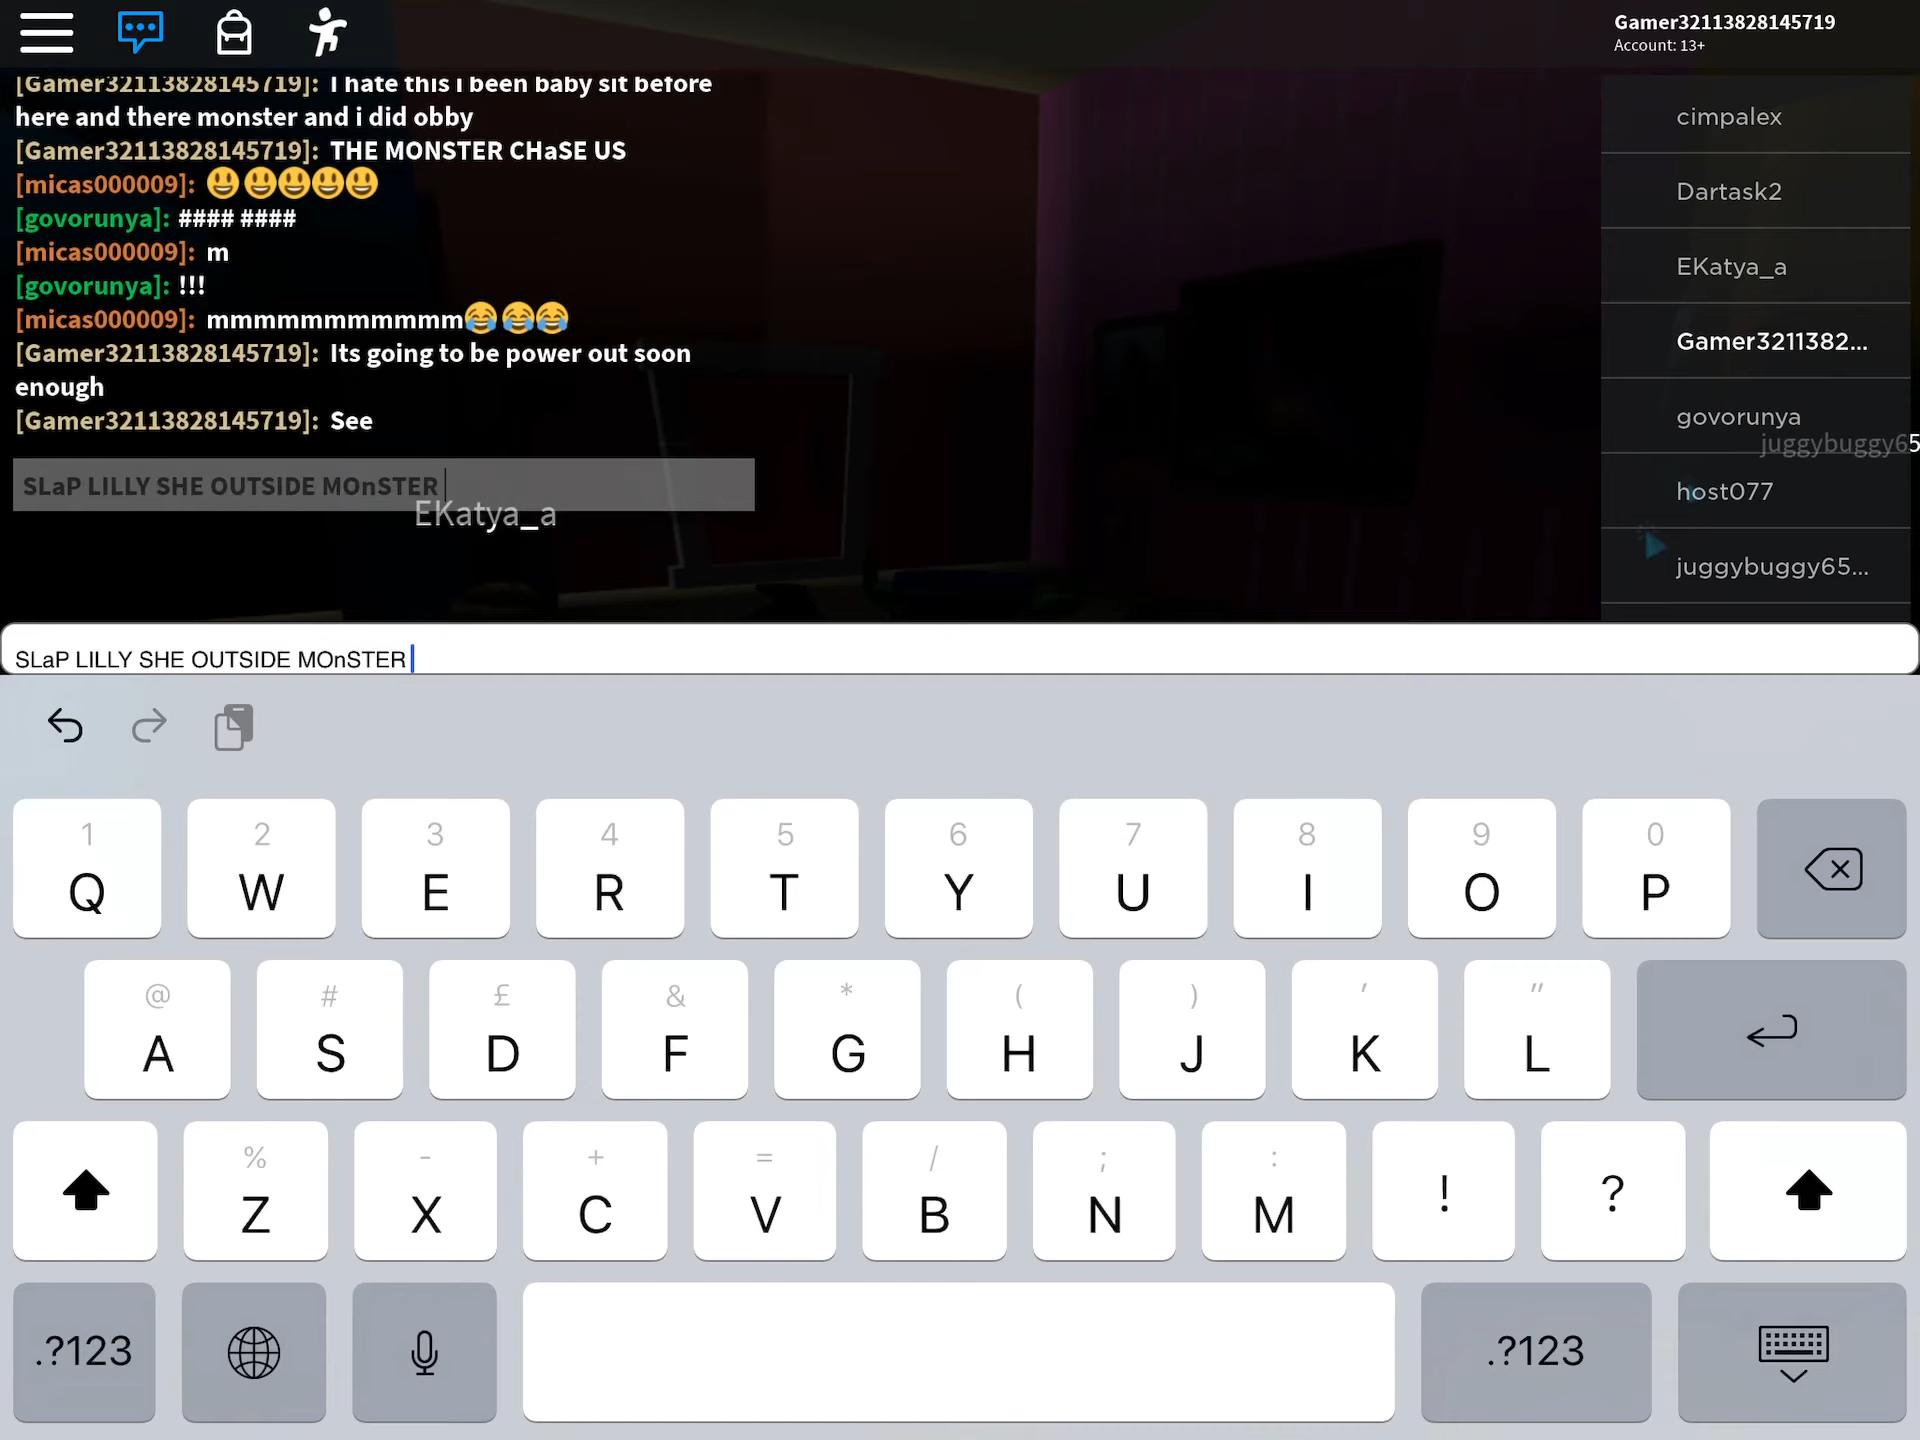 Gamer32113828145719
Account: 13+
[Gamer32113828145719]: I hate this i been baby sit before
here and there monster and i did obby
[Gamer32113828145719]: THE MONSTER CHaSE US
[micas000009]: 😃😃😃😃😃
[govorunya]: #### ####
[micas000009]: m
[govorunya]: !!!
[micas000009]: mmmmmmmmmmm😂😂😂
[Gamer32113828145719]: Its going to be power out soon
enough
[Gamer32113828145719]: See
SLaP LILLY SHE OUTSIDE MOnSTER
EKatya_a
cimpalex
Dartask2
EKatya_a
Gamer3211382...
govorunya
juggybuggy65
host077
juggybuggy65...
SLaP LILLY SHE OUTSIDE MOnSTER
1 2 3 4 5 6 7 8 9 0
Q W E R T Y U I O P
@ # £ & * ( ) ' "
A S D F G H J K L
% - + = / ; :
Z X C V B N M ! ?
.?123 .?123